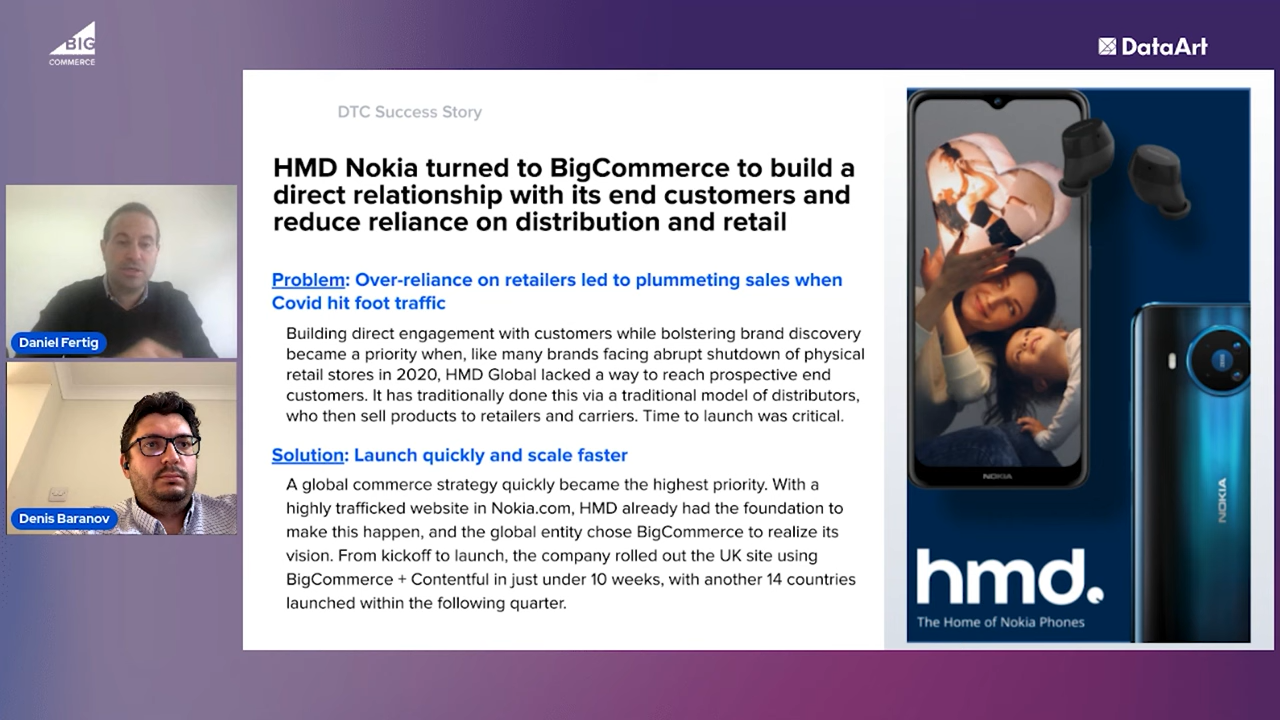 BIG
COMMERCE
DataArt
DTC Success Story
HMD Nokia turned to BigCommerce to build a
direct relationship with its end customers and
reduce reliance on distribution and retail
Problem: Over-reliance on retailers led to plummeting sales when
Covid hit foot traffic
Building direct engagement with customers while bolstering brand discovery
became a priority when, like many brands facing abrupt shutdown of physical
retail stores in 2020, HMD Global lacked a way to reach prospective end
customers. It has traditionally done this via a traditional model of distributors,
who then sell products to retailers and carriers. Time to launch was critical.
Solution: Launch quickly and scale faster
A global commerce strategy quickly became the highest priority. With a
highly trafficked website in Nokia.com, HMD already had the foundation to
make this happen, and the global entity chose BigCommerce to realize its
vision. From kickoff to launch, the company rolled out the UK site using
BigCommerce + Contentful in just under 10 weeks, with another 14 countries
launched within the following quarter.
NOKIA
NOKIA
hmd.
The Home of Nokia Phones
Daniel Fertig
Denis Baranov